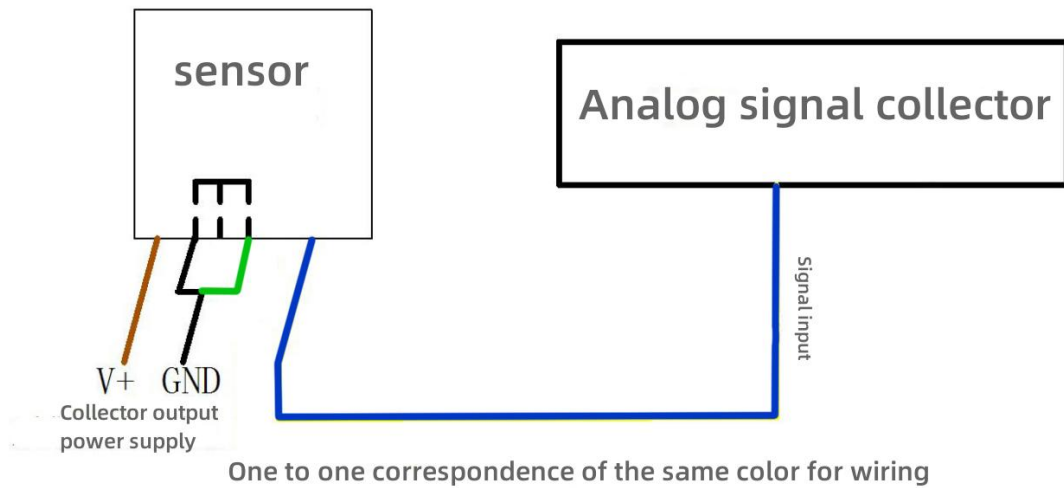 sensor
Analog signal collector
Signal input
V+ GND
Collector output
power supply
One to one correspondence of the same color for wiring